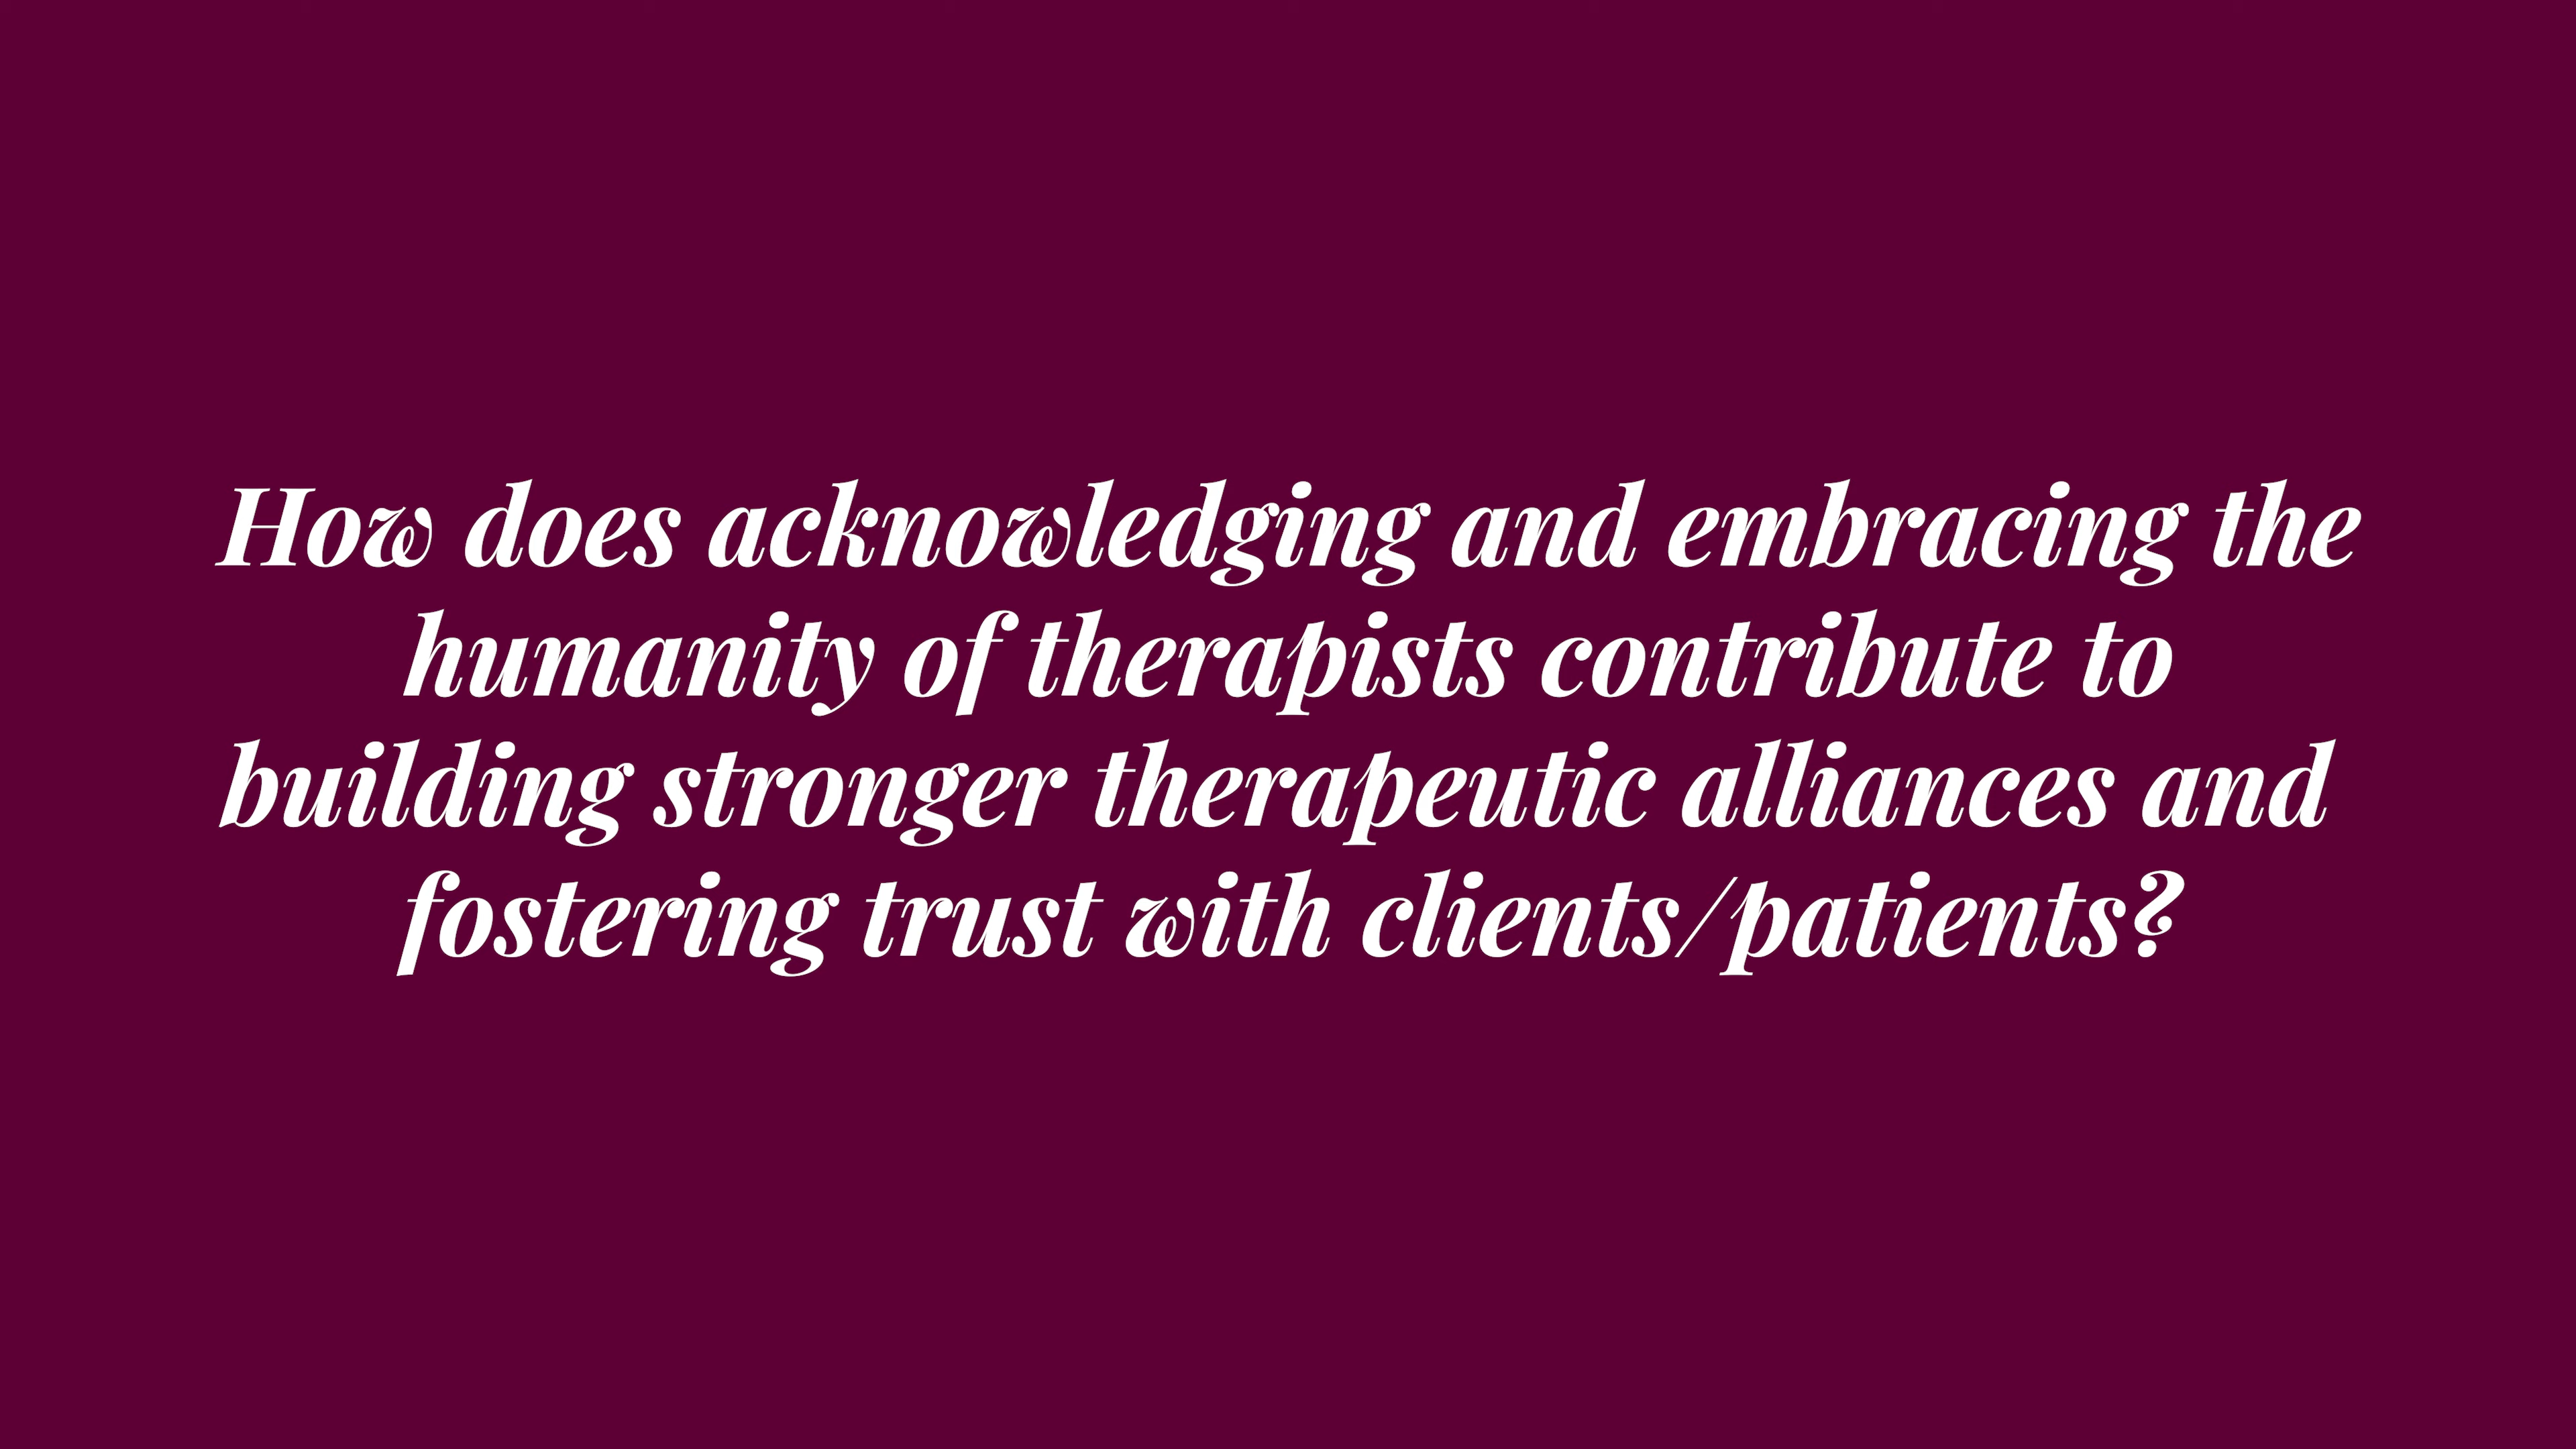 How does acknowledging and embracing the
humanity of therapists contribute to
building stronger therapeutic alliances and
fostering trust with clients/patients?